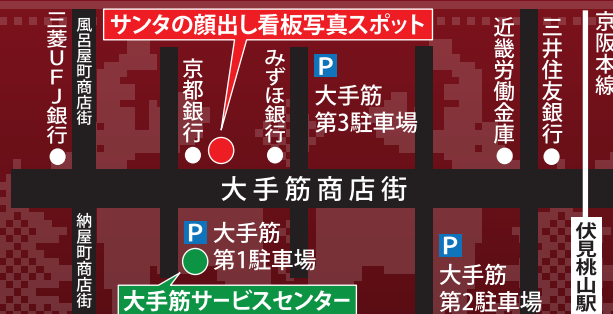 サンタの顔出し看板写真スポット
三菱UFJ銀行
風呂屋町商店街
京都銀行
みずほ銀行
P
大手筋
第3駐車場
近畿労働金庫
三井住友銀行
京阪本線
大手筋商店街
納屋町商店街
P 大手筋
第1駐車場
大手筋サービスセンター
P
大手筋
第2駐車場
伏見桃山駅